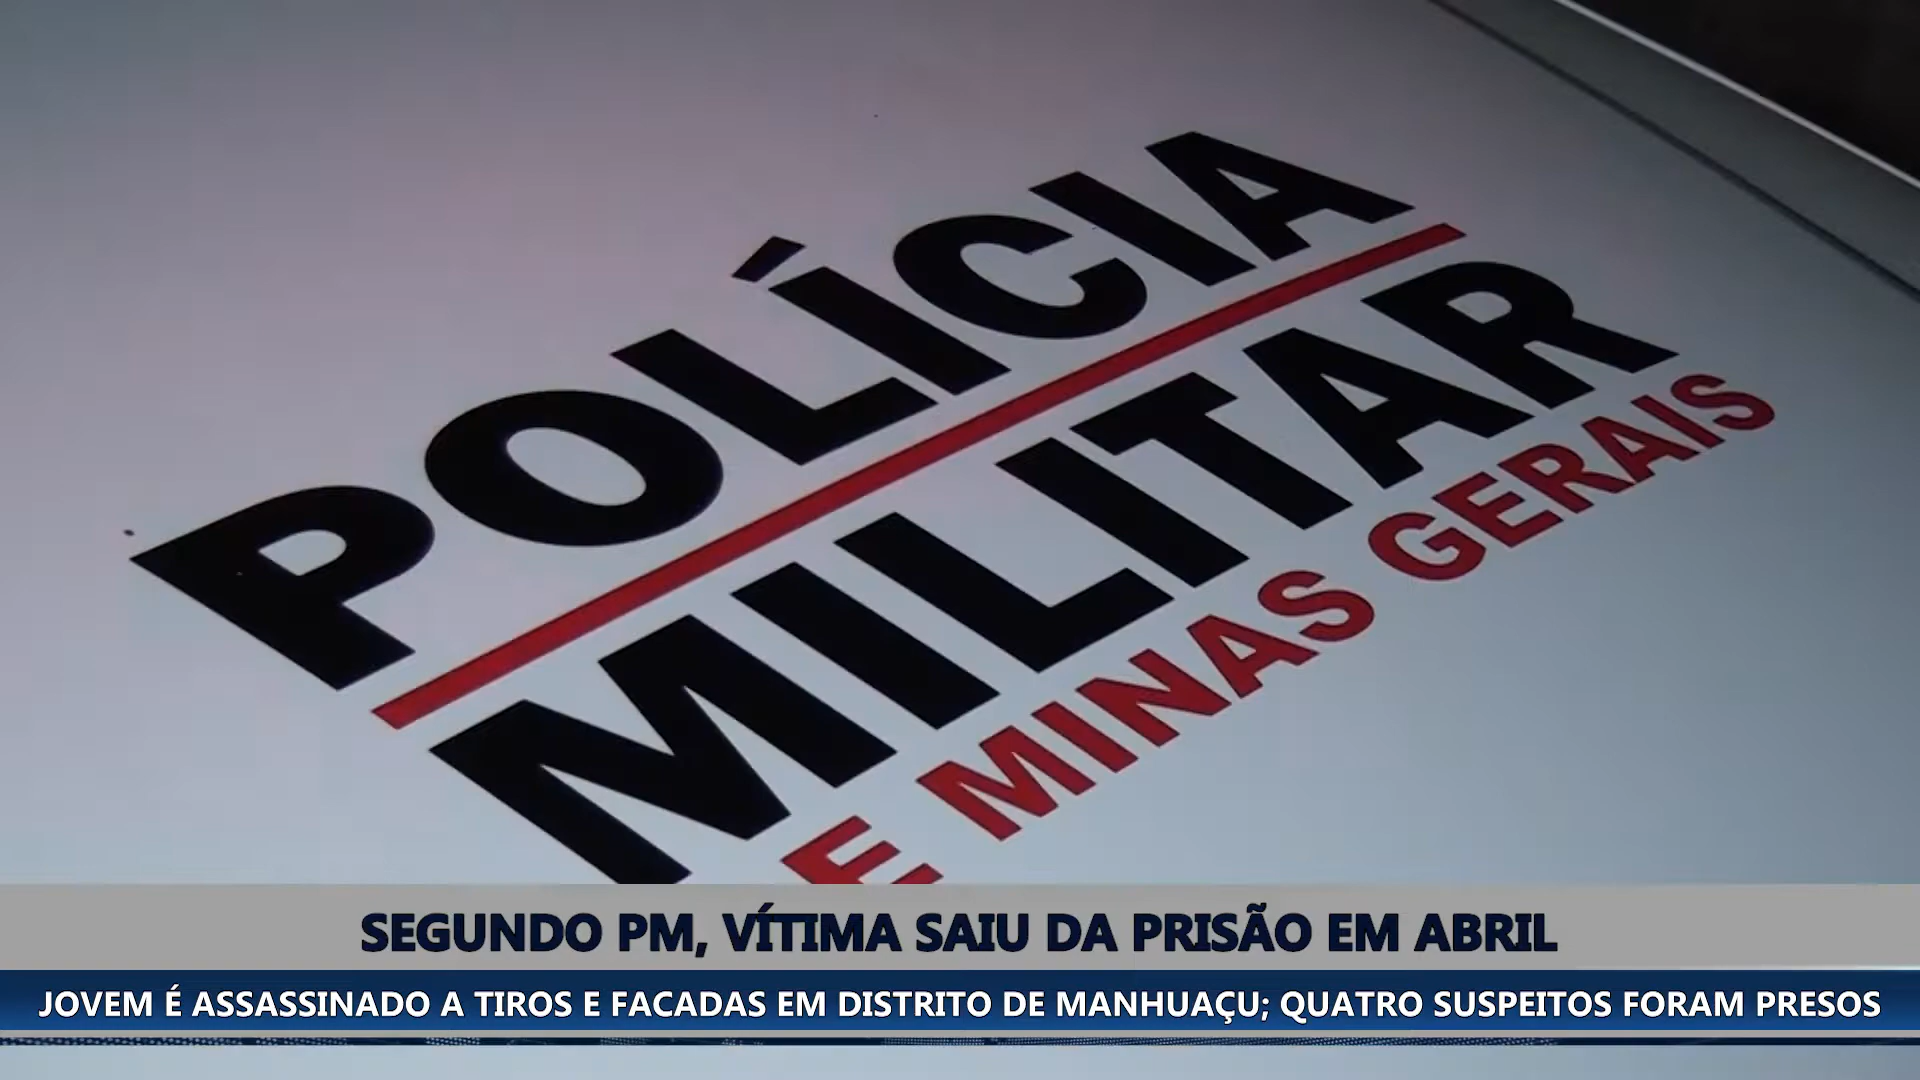 POLÍCIA
MILITAR
E MINAS GERAIS
SEGUNDO PM, VÍTIMA SAIU DA PRISÃO EM ABRIL
JOVEM É ASSASSINADO A TIROS E FACADAS EM DISTRITO DE MANHUAÇU; QUATRO SUSPEITOS FORAM PRESOS